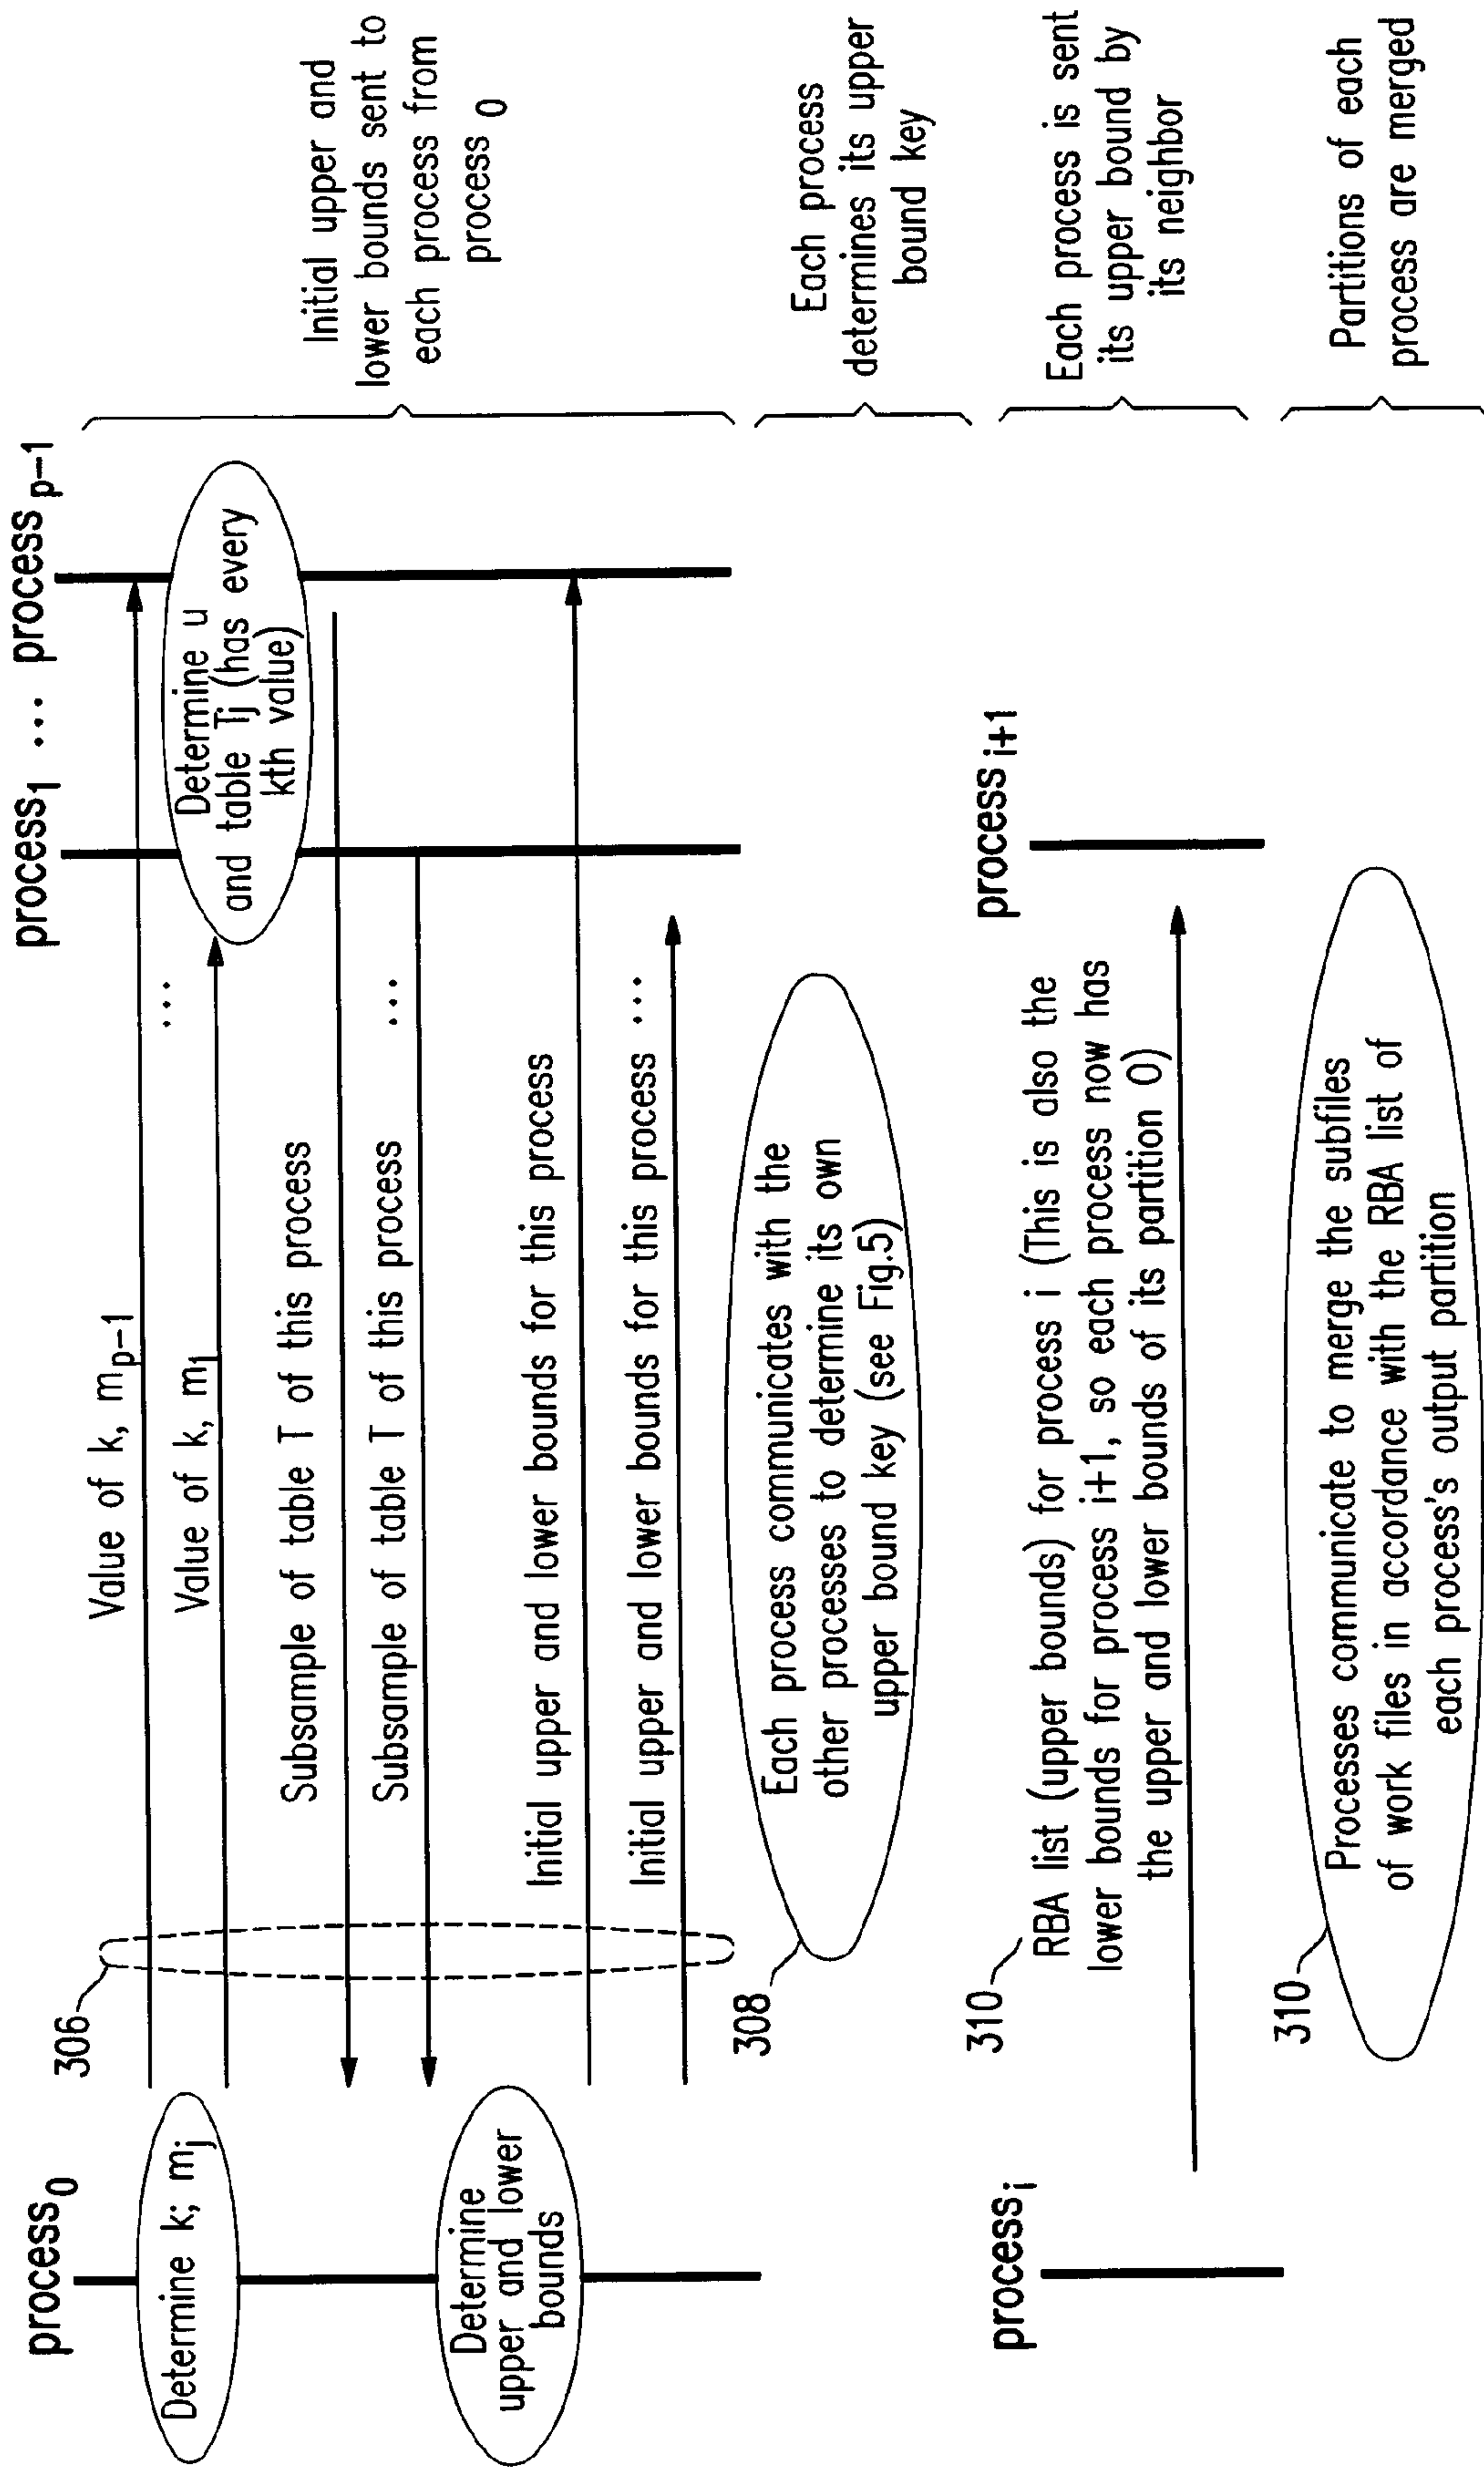 process0
process1 ... process p-1
306
Value of k, mp-1
...
Determine k; mj
Value of k, m1
Determine u
and table Tj (has every
kth value)
Subsample of table T of this process
Subsample of table T of this process ...
Determine
upper and lower
bounds
Initial upper and lower bounds for this process
Initial upper and lower bounds for this process ...
Initial upper and
lower bounds sent to
each process from
process 0
308
Each process communicates with the
other processes to determine its own
upper bound key (see Fig.5)
Each process
determines its upper
bound key
processi
processi+1
310
RBA list (upper bounds) for process i (This is also the
lower bounds for process i+1, so each process now has
the upper and lower bounds of its partition 0)
Each process is sent
its upper bound by
its neighbor
310
Processes communicate to merge the subfiles
of work files in accordance with the RBA list of
each process's output partition
Partitions of each
process are merged